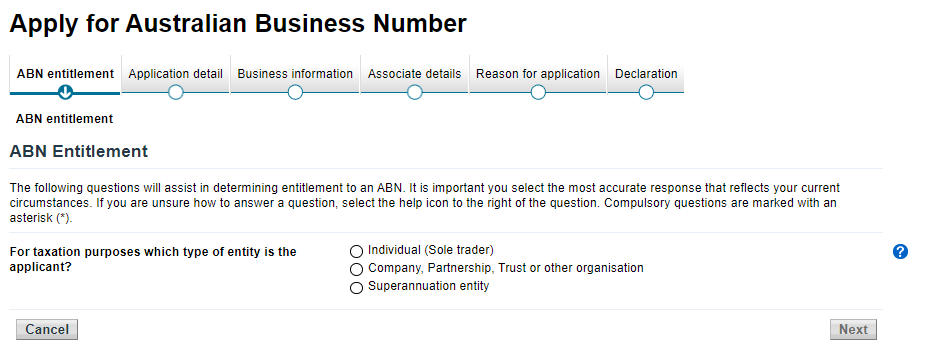 Apply for Australian Business Number
ABN entitlement Application detail Business information Associate details Reason for application Declaration
ABN entitlement
ABN Entitlement
The following questions will assist in determining entitlement to an ABN. It is important you select the most accurate response that reflects your current
circumstances. If you are unsure how to answer a question, select the help icon to the right of the question. Compulsory questions are marked with an
asterisk (*).
For taxation purposes which type of entity is the
applicant?
Individual (Sole trader)
Company, Partnership, Trust or other organisation
Superannuation entity
?
Cancel Next